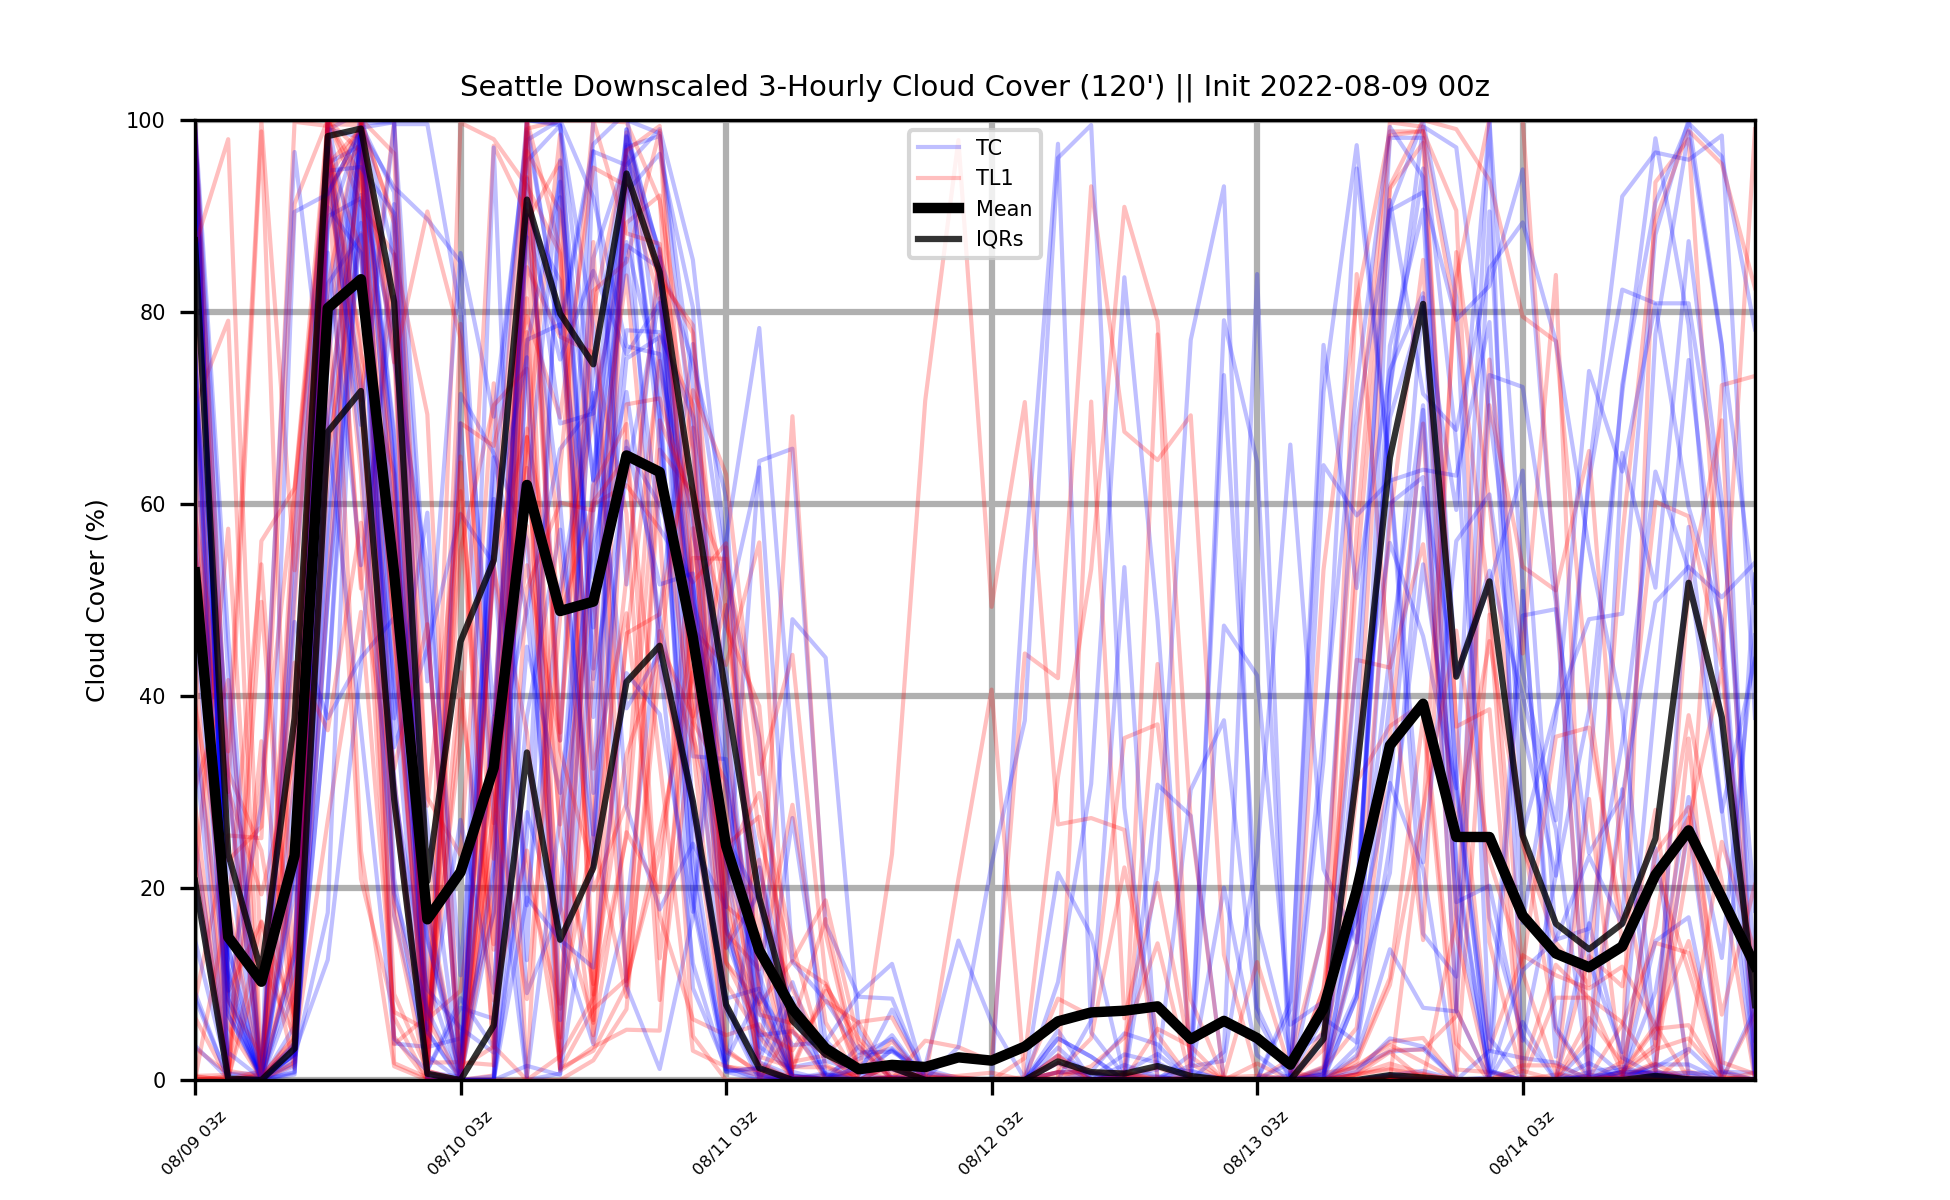 Seattle Downscaled 3-Hourly Cloud Cover (120') || Init 2022-08-09 00z
TC
TL1
Mean
IQRs
Cloud Cover (%)
100
80
60
40
20
0
08/09 03z
08/10 03z
08/11 03z
08/12 03z
08/13 03z
08/14 03z